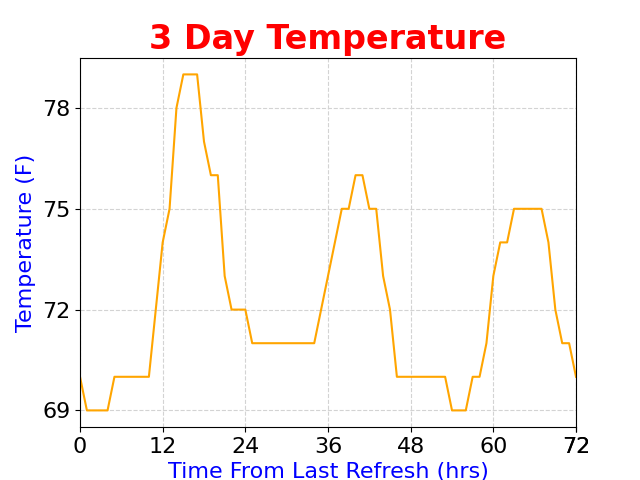 3 Day Temperature
78
75
72
69
Temperature (F)
0 12 24 36 48 60 72
Time From Last Refresh (hrs)